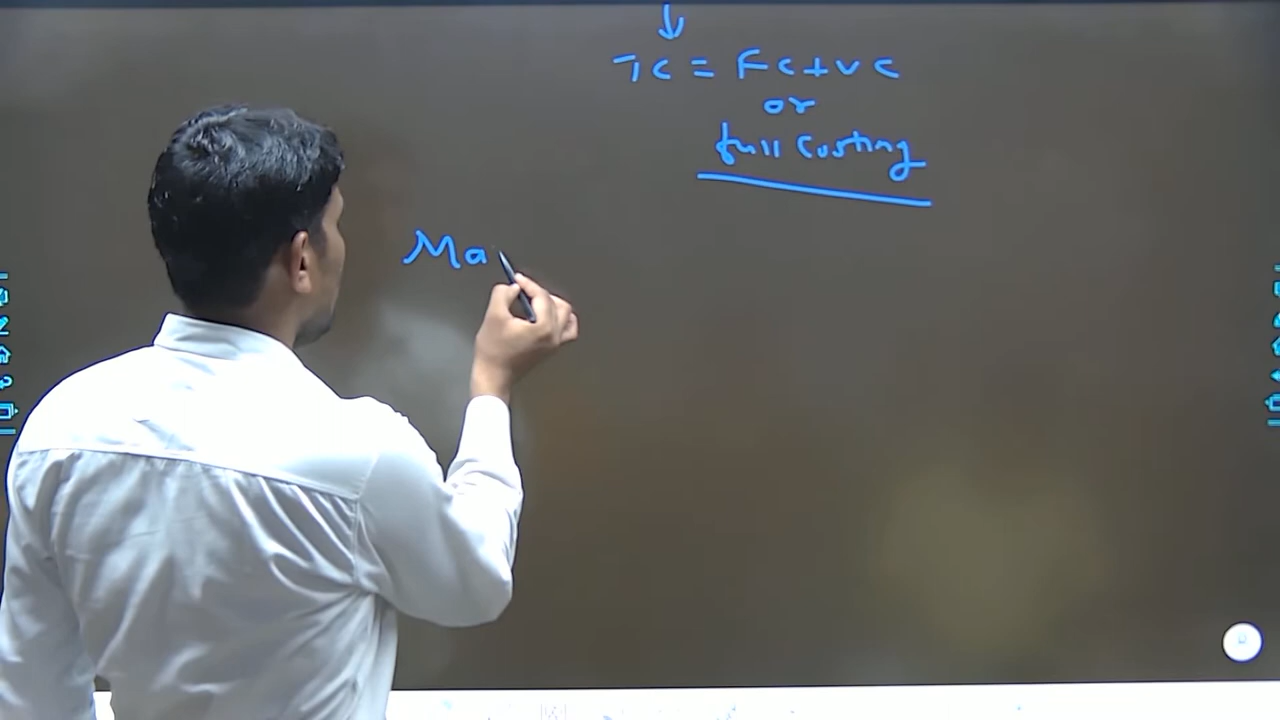 TC = FC+VC
or
full Costing
Ma